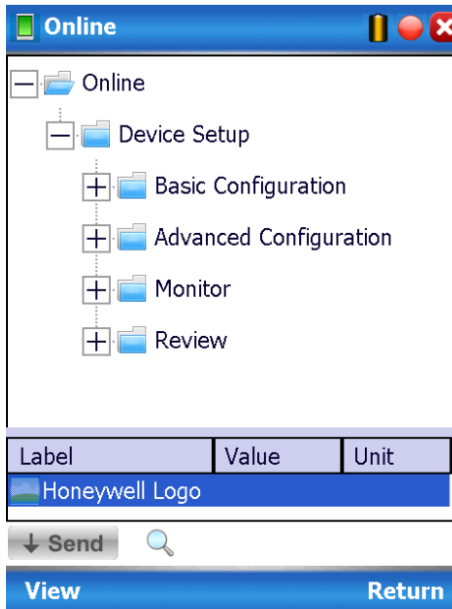 Online
Online
Device Setup
Basic Configuration
Advanced Configuration
Monitor
Review
Label Value Unit
Honeywell Logo
Send
View Return